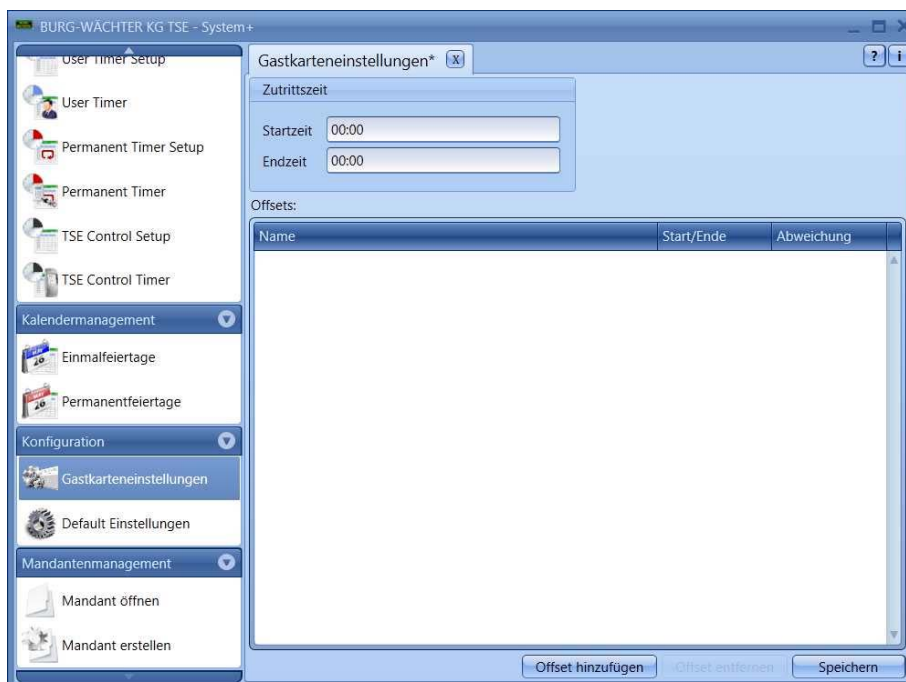 BURG-WÄCHTER KG TSE - System+
User Timer Setup
User Timer
Permanent Timer Setup
Permanent Timer
TSE Control Setup
TSE Control Timer
Kalendermanagement
Einmalfeiertage
Permanentfeiertage
Konfiguration
Gastkarteneinstellungen
Default Einstellungen
Mandantenmanagement
Mandant öffnen
Mandant erstellen
Gastkarteneinstellungen* X
? i
Zutrittszeit
Startzeit 00:00
Endzeit 00:00
Offsets:
Name Start/Ende Abweichung
Offset hinzufügen Offset entfernen Speichern